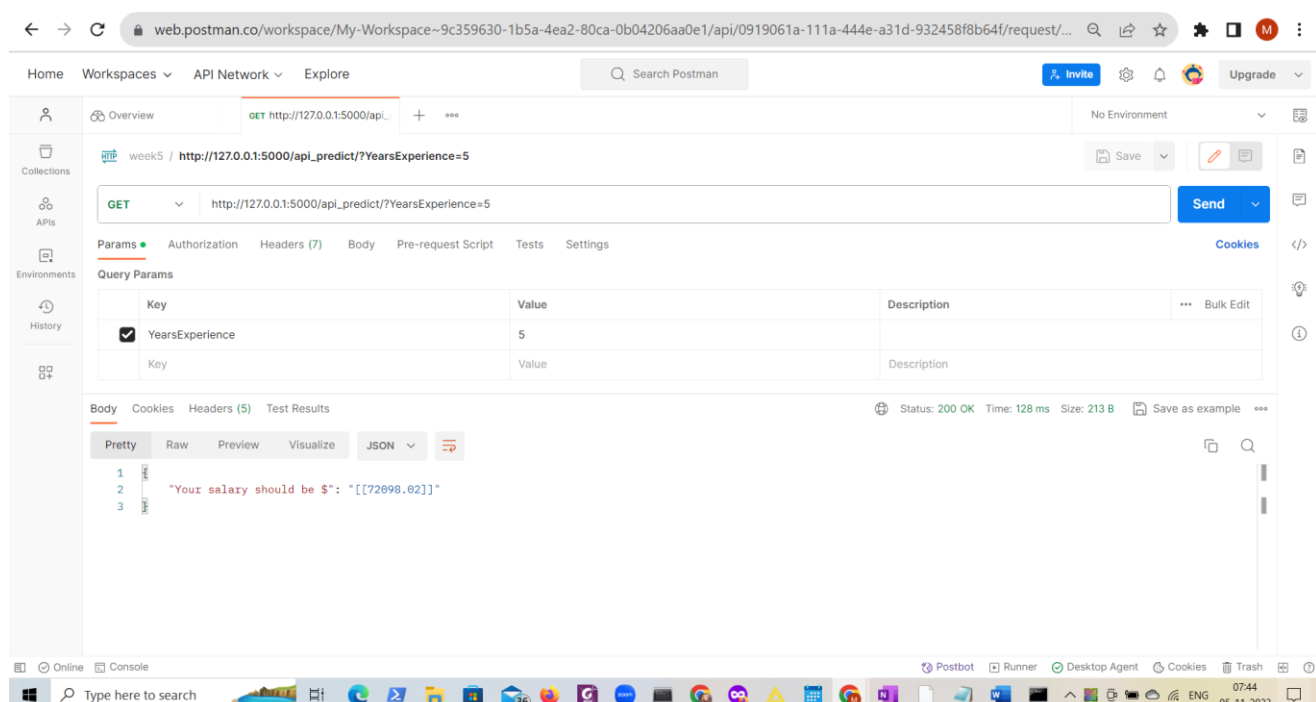 web.postman.co/workspace/My-Workspace~9c359630-1b5a-4ea2-80ca-0b04206aa0e1/api/0919061a-111a-444e-a31d-932458f8b64f/request/... M
Home Workspaces API Network Explore Search Postman Invite Upgrade
Overview GET http://127.0.0.1:5000/api_ No Environment
Collections
week5 / http://127.0.0.1:5000/api_predict/?YearsExperience=5 Save
APIs
GET http://127.0.0.1:5000/api_predict/?YearsExperience=5 Send
Params Authorization Headers (7) Body Pre-request Script Tests Settings Cookies
Environments
Query Params
Key Value Description Bulk Edit
History
YearsExperience 5
Key Value Description
Body Cookies Headers (5) Test Results Status: 200 OK Time: 128 ms Size: 213 B Save as example
Pretty Raw Preview Visualize JSON
1 {
2 "Your salary should be $": "[[72098.02]]"
3 }
Online Console Postbot Runner Desktop Agent Cookies Trash
Type here to search ENG 07:44